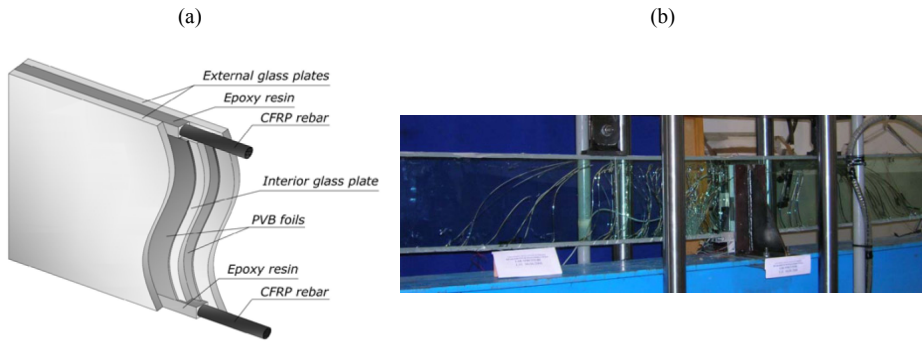 (a)
(b)
External glass plates
Epoxy resin
CFRP rebar
Interior glass plate
PVB foils
Epoxy resin
CFRP rebar